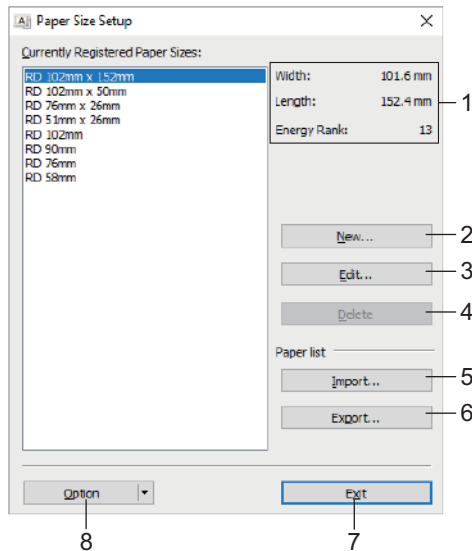 Paper Size Setup
Currently Registered Paper Sizes:
RD 102mm x 152mm
RD 102mm x 50mm
RD 76mm x 26mm
RD 51mm x 26mm
RD 102mm
RD 90mm
RD 76mm
RD 58mm
Width: 101.6 mm
Length: 152.4 mm
Energy Rank: 13
1
New... 2
Edit... 3
Delete 4
Paper list
Import... 5
Export... 6
Option Exit
8 7